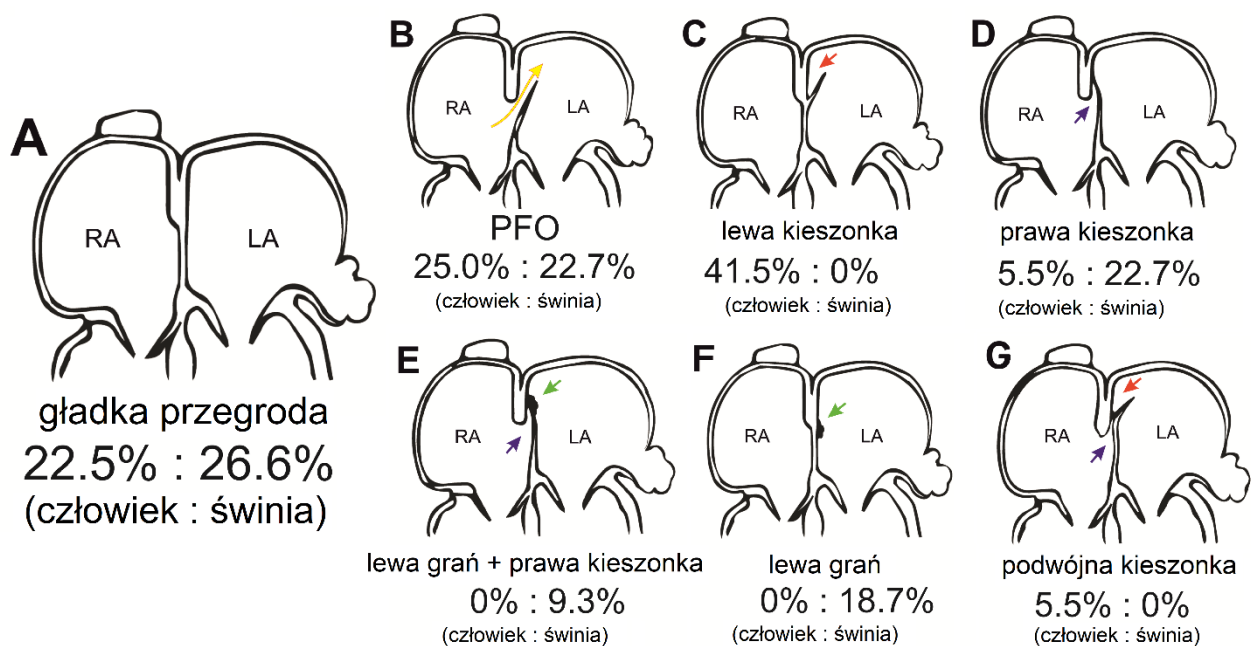 A
RA
LA
gładka przegroda
22.5% : 26.6%
(człowiek : świnia)
B
RA
LA
PFO
25.0% : 22.7%
(człowiek : świnia)
C
RA
LA
lewa kieszonka
41.5% : 0%
(człowiek : świnia)
D
RA
LA
prawa kieszonka
5.5% : 22.7%
(człowiek : świnia)
E
RA
LA
lewa grań + prawa kieszonka
0% : 9.3%
(człowiek : świnia)
F
RA
LA
lewa grań
0% : 18.7%
(człowiek : świnia)
G
RA
LA
podwójna kieszonka
5.5% : 0%
(człowiek : świnia)